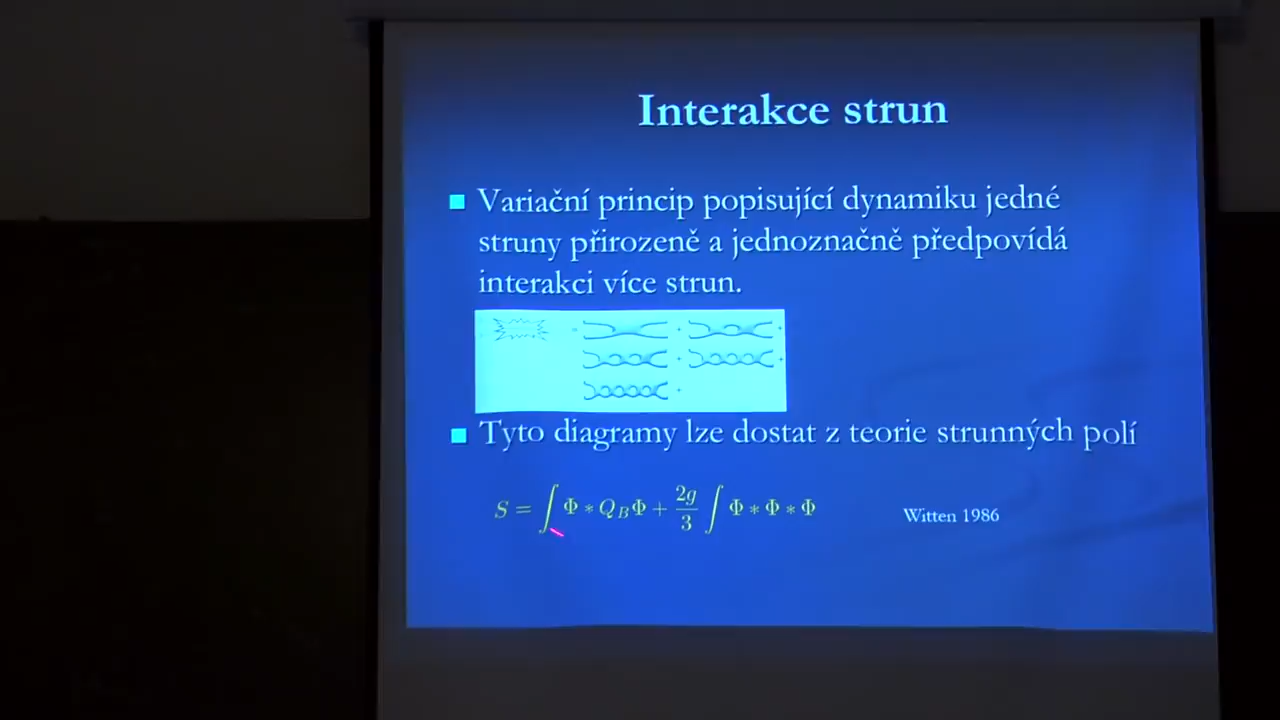 Interakce strun
Variační princip popisující dynamiku jedné
struny přirozeně a jednoznačně předpovídá
interakci více strun.
= + +
+ +
+
Tyto diagramy lze dostat z teorie strunných polí
S = ∫ Φ ∗ Q_B Φ + 2g/3 ∫ Φ ∗ Φ ∗ Φ
Witten 1986